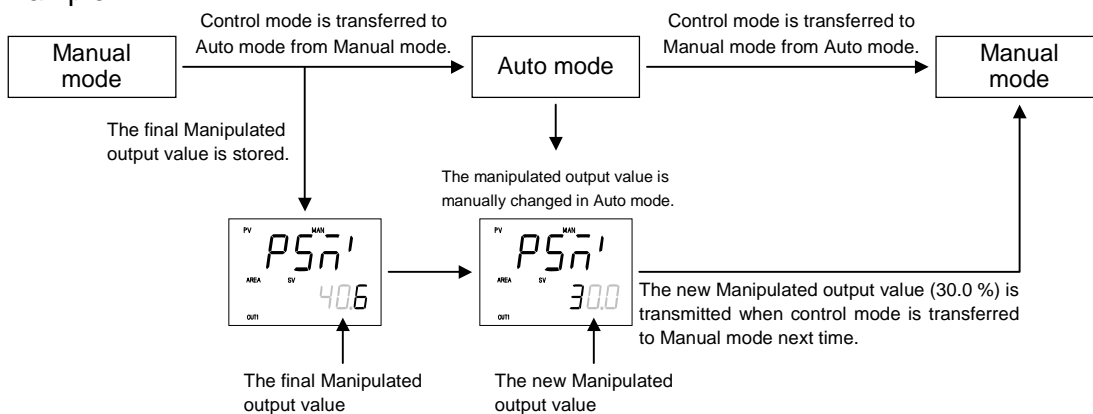 Control mode is transferred to
Auto mode from Manual mode.
Control mode is transferred to
Manual mode from Auto mode.
Manual
mode
Auto mode
Manual
mode
The final Manipulated
output value is stored.
The manipulated output value is
manually changed in Auto mode.
PV
MAN
AREA
SV
40.6
OUT1
PV
MAN
AREA
SV
30.0
OUT1
The new Manipulated output value (30.0 %) is
transmitted when control mode is transferred
to Manual mode next time.
The final Manipulated
output value
The new Manipulated
output value